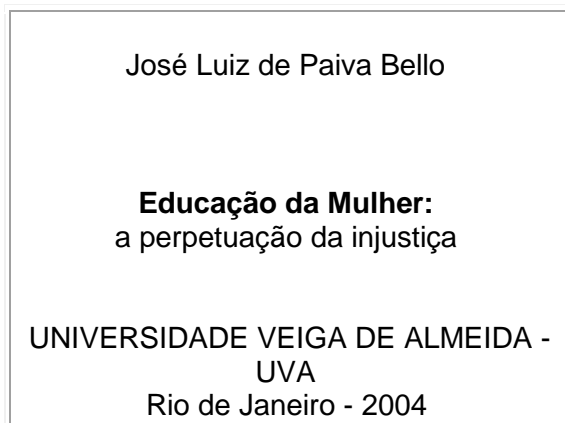 José Luiz de Paiva Bello
Educação da Mulher:
a perpetuação da injustiça
UNIVERSIDADE VEIGA DE ALMEIDA -
UVA
Rio de Janeiro - 2004